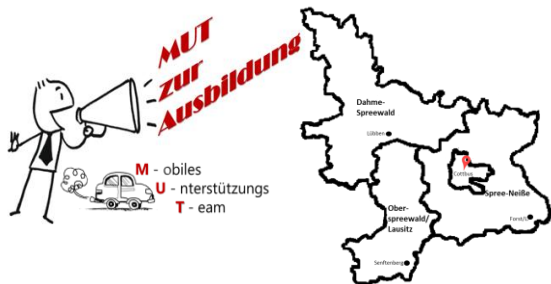 MUT
zur
Ausbildung
M - obiles
U - nterstützungs
T - eam
Dahme-
Spreewald
Lübben
Cottbus
Spree-Neiße
Ober-
spreewald/
Lausitz
Forst/L
Senftenberg